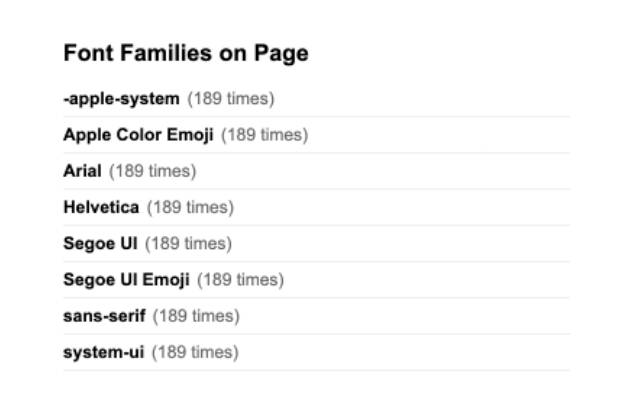 Font Families on Page
-apple-system (189 times)
Apple Color Emoji (189 times)
Arial (189 times)
Helvetica (189 times)
Segoe UI (189 times)
Segoe UI Emoji (189 times)
sans-serif (189 times)
system-ui (189 times)